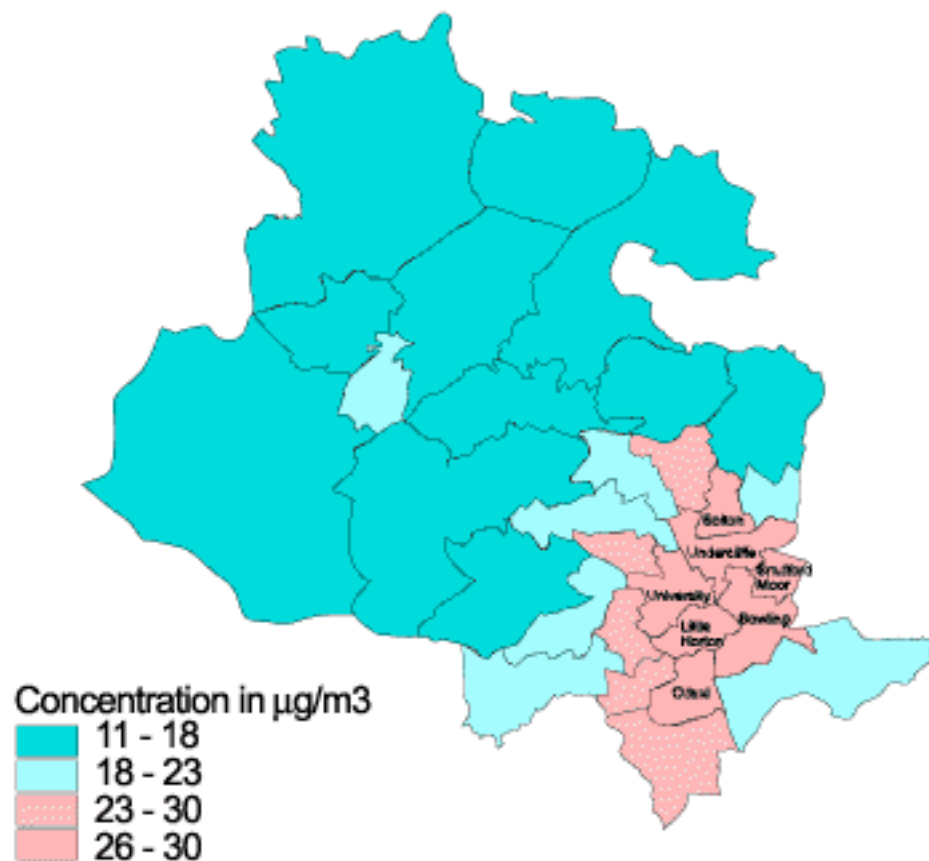 Bolton
Undercliffe
Bradford
Moor
University
Bowling
Little
Horton
Odsal
Concentration in µg/m3
11 - 18
18 - 23
23 - 30
26 - 30